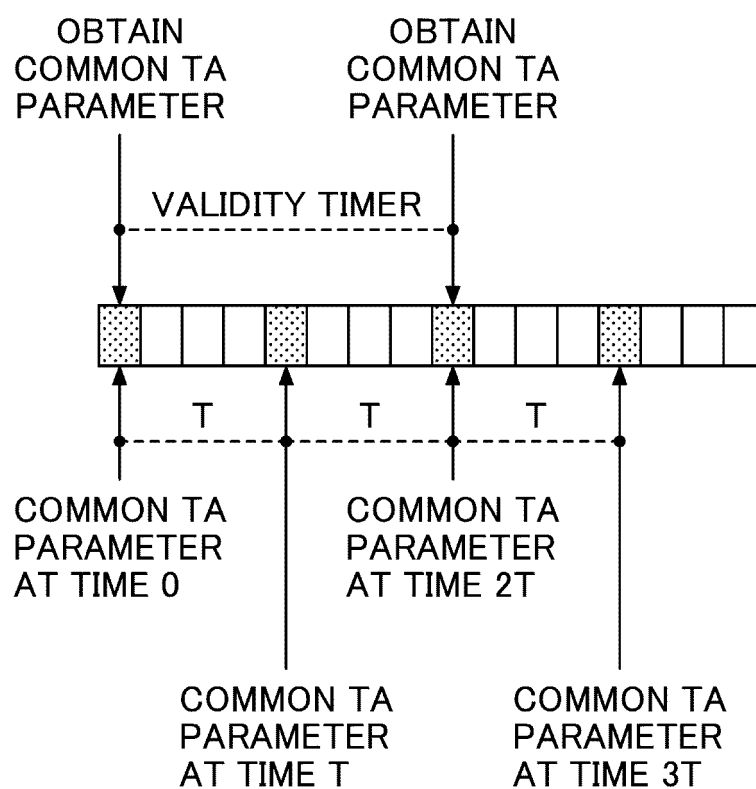 OBTAIN
COMMON TA
PARAMETER
OBTAIN
COMMON TA
PARAMETER
VALIDITY TIMER
T
T
T
COMMON TA
PARAMETER
AT TIME 0
COMMON TA
PARAMETER
AT TIME 2T
COMMON TA
PARAMETER
AT TIME T
COMMON TA
PARAMETER
AT TIME 3T